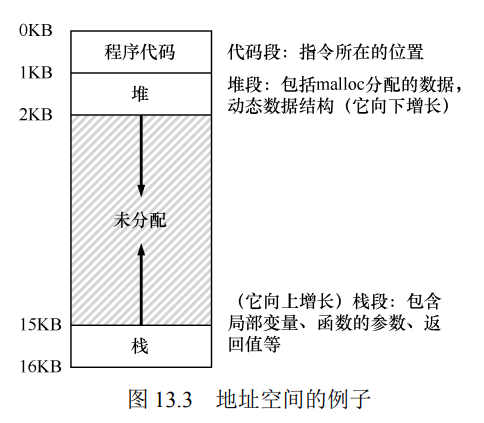 0KB
程序代码
代码段：指令所在的位置
1KB
堆
堆段：包括malloc分配的数据，
动态数据结构（它向下增长）
2KB
未分配
（它向上增长）栈段：包含
局部变量、函数的参数、返
回值等
15KB
栈
16KB
图 13.3 地址空间的例子